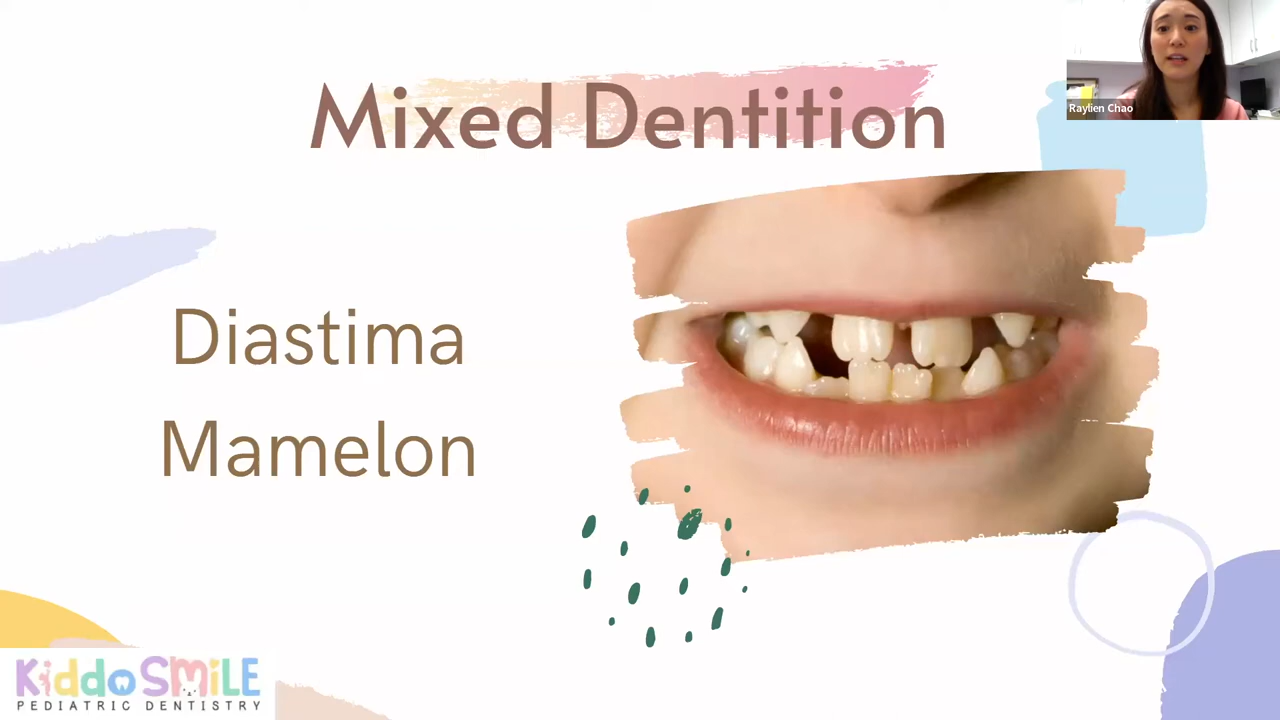 Mixed Dentition
Raylien Chao
Diastima
Mamelon
KiddoSMiLE
PEDIATRIC DENTISTRY